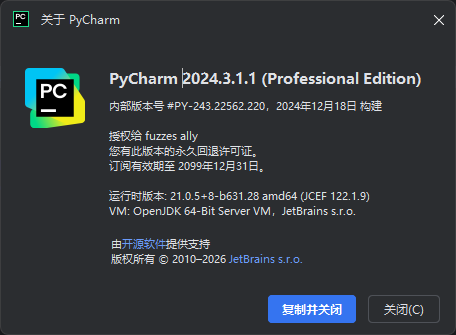 PC 关于 PyCharm
PC
PyCharm 2024.3.1.1 (Professional Edition)
内部版本号 #PY-243.22562.220，2024年12月18日 构建
授权给 fuzzes ally
您有此版本的永久回退许可证。
订阅有效期至 2099年12月31日。
运行时版本: 21.0.5+8-b631.28 amd64 (JCEF 122.1.9)
VM: OpenJDK 64-Bit Server VM，JetBrains s.r.o.
由开源软件提供支持
版权所有 © 2010–2026 JetBrains s.r.o.
复制并关闭 关闭(C)